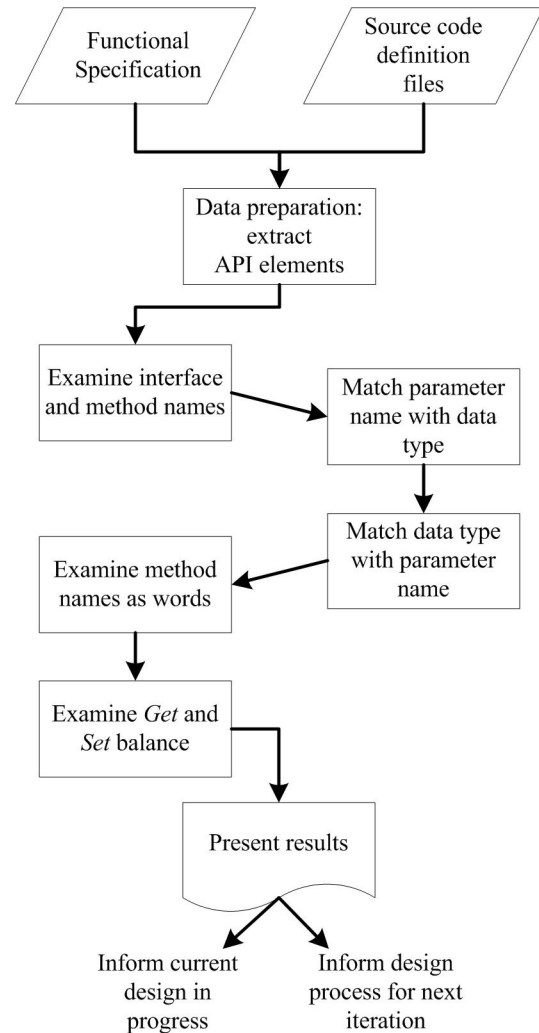 Functional
Specification
Source code
definition
files
Data preparation:
extract
API elements
Examine interface
and method names
Match parameter
name with data
type
Match data type
with parameter
name
Examine method
names as words
Examine Get and
Set balance
Present results
Inform current
design in
progress
Inform design
process for next
iteration